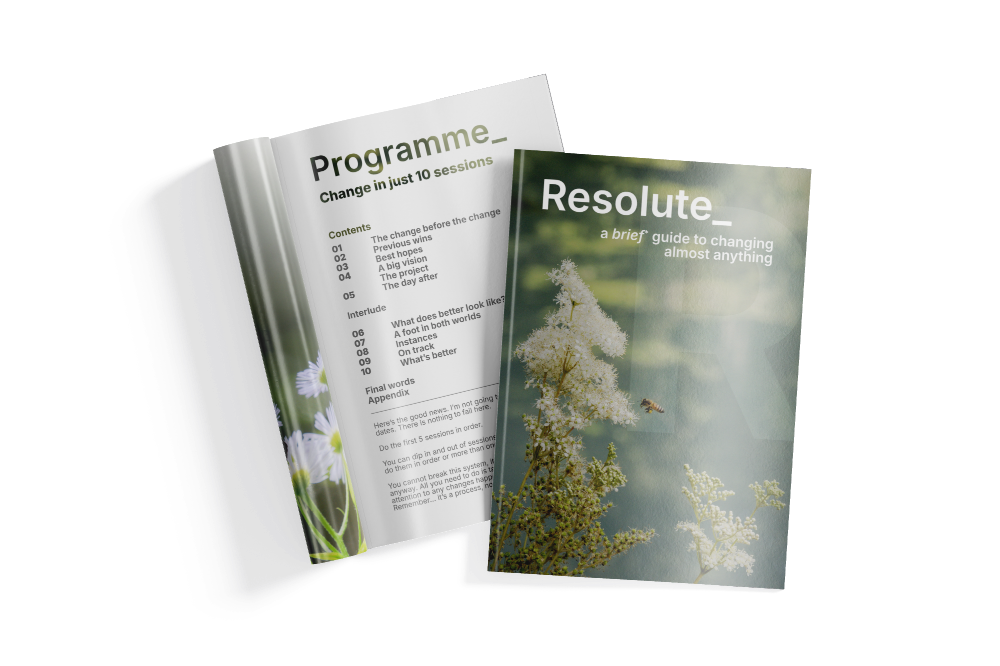 Programme_
Change in just 10 sessions
Contents
01 The change before the change
02 Previous wins
03 Best hopes
04 A big vision
The project
05 The day after
Interlude
06 What does better look like?
07 A foot in both worlds
08 Instances
09 On track
10 What's better
Final words
Appendix
Here's the good news. I'm not going
dates. There is nothing to fail here.
Do the first 5 sessions in order.
You can dip in and out of sessions
do them in order or more than
You cannot break this system,
anyway. All you need to do is
attention to any changes
Remember... it's a process,
Resolute_
a brief* guide to changing
almost anything